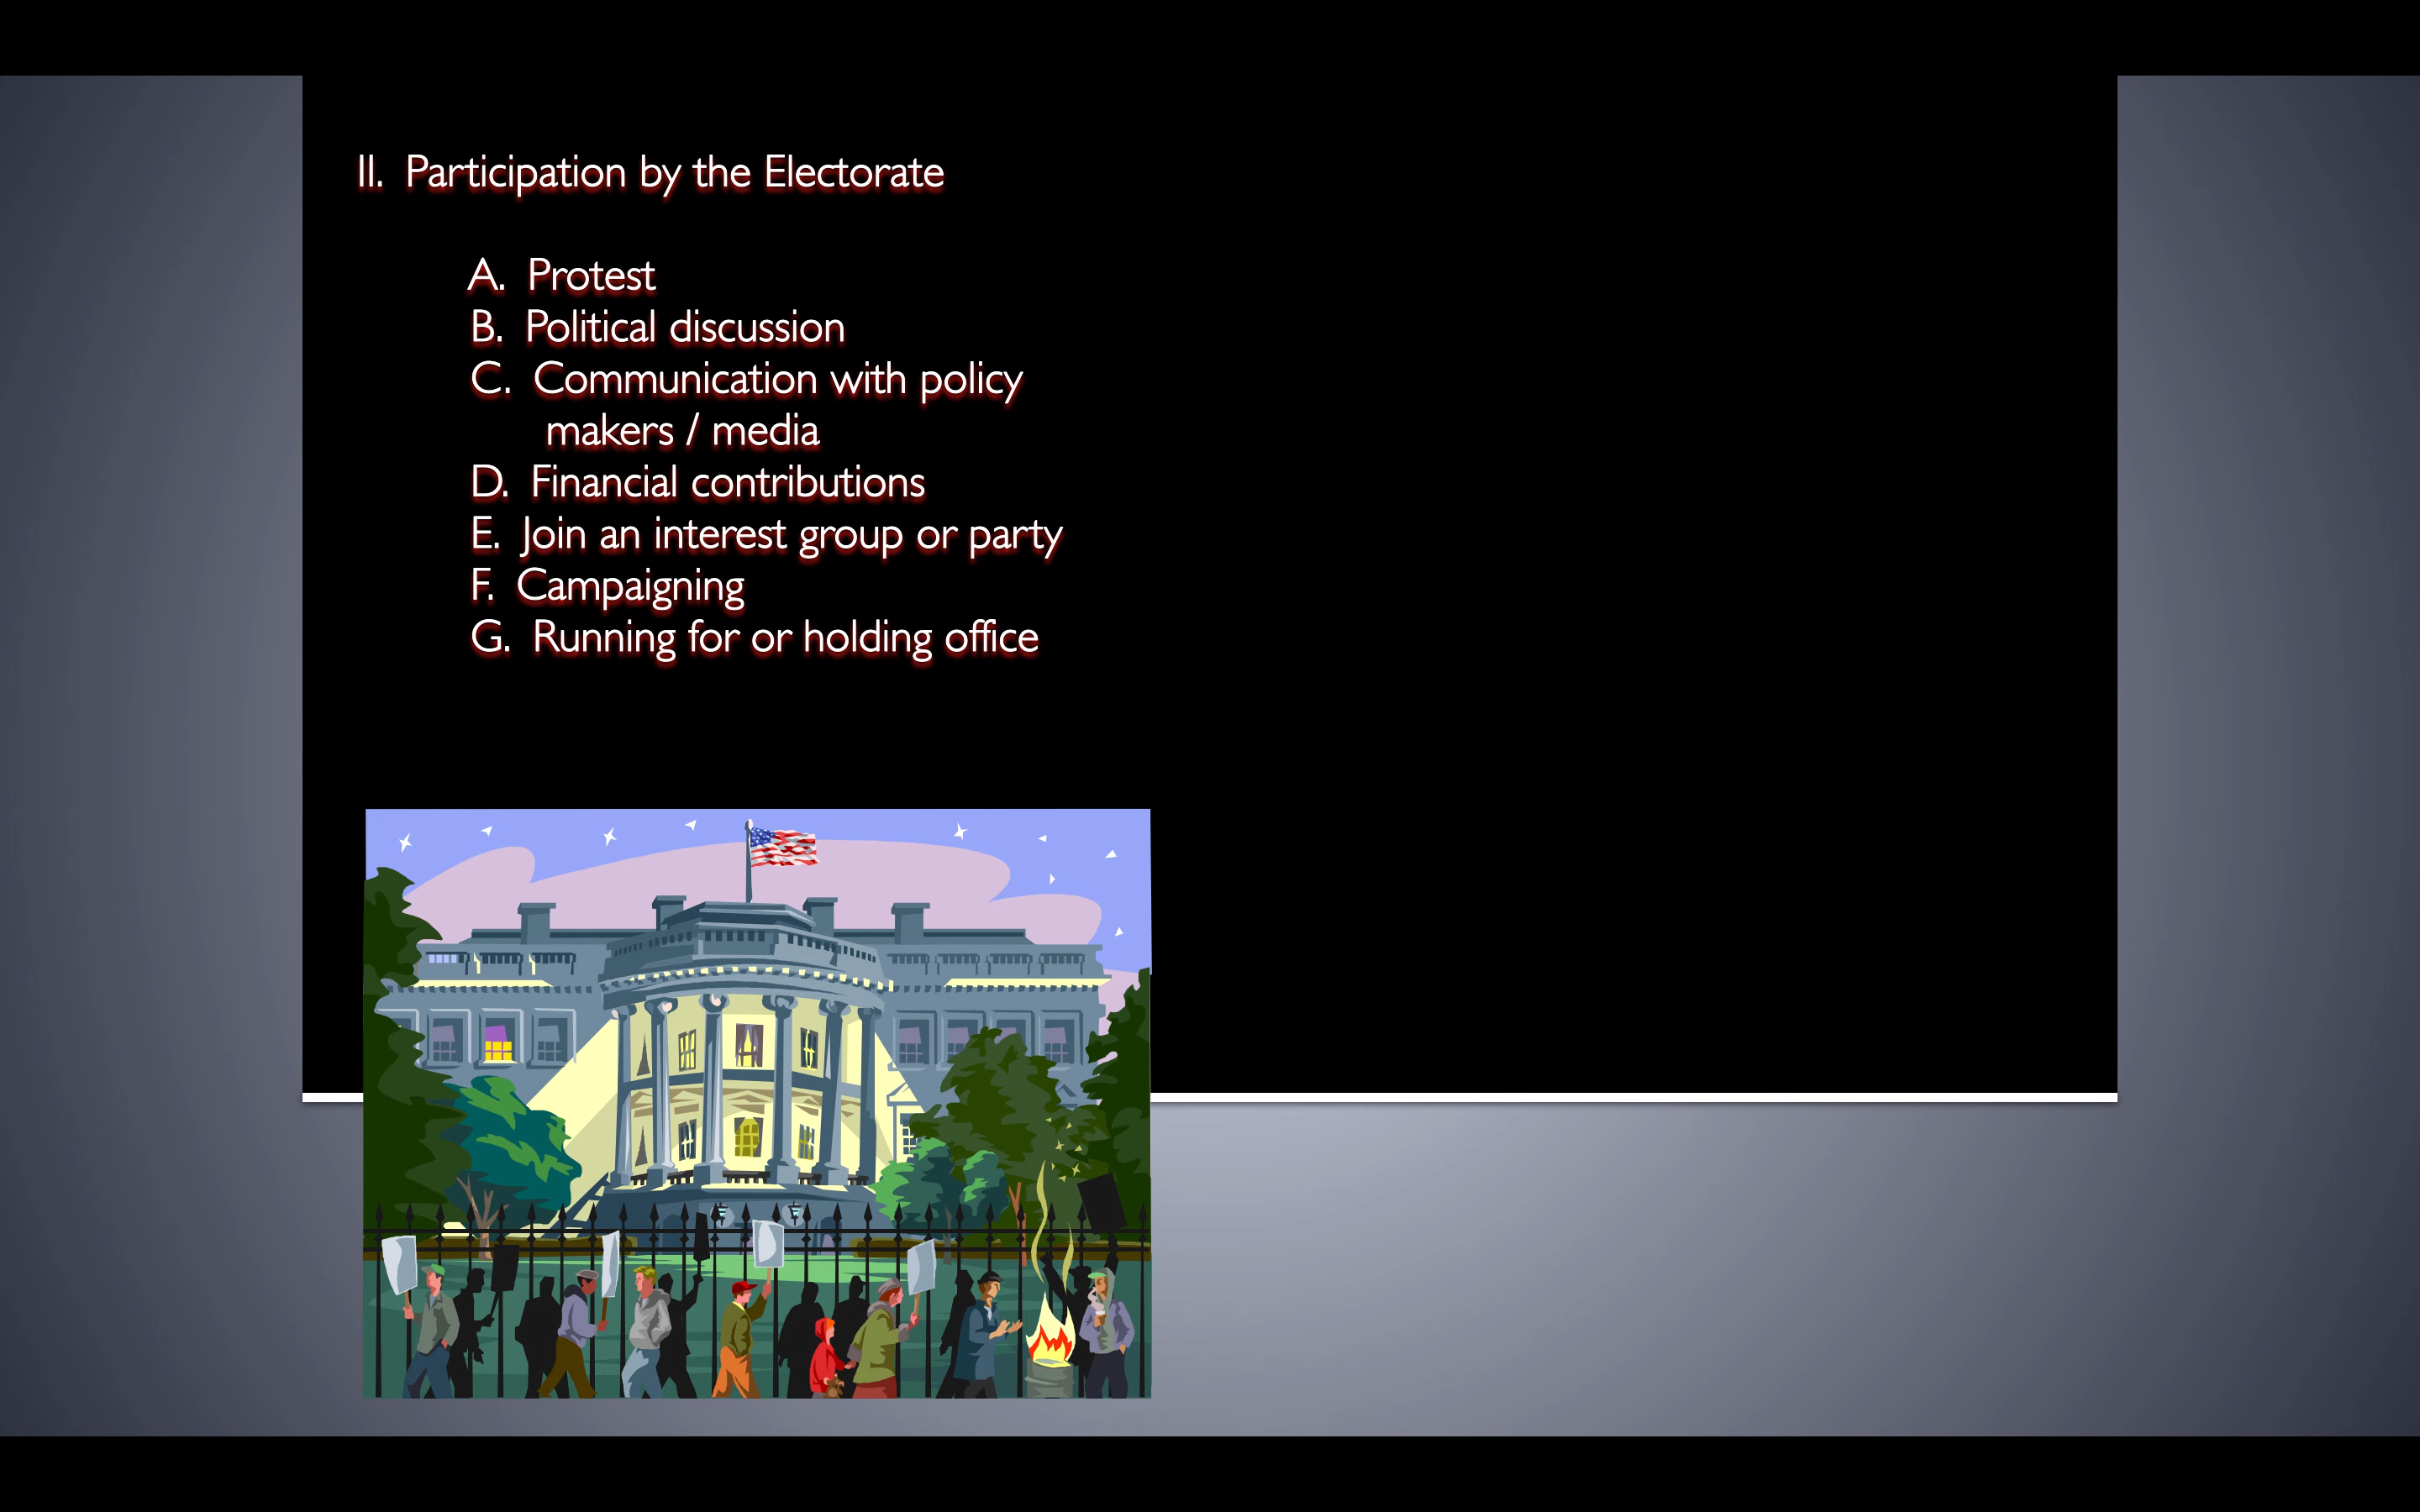 II. Participation by the Electorate
A. Protest
B. Political discussion
C. Communication with policy
makers / media
D. Financial contributions
E. Join an interest group or party
F. Campaigning
G. Running for or holding office